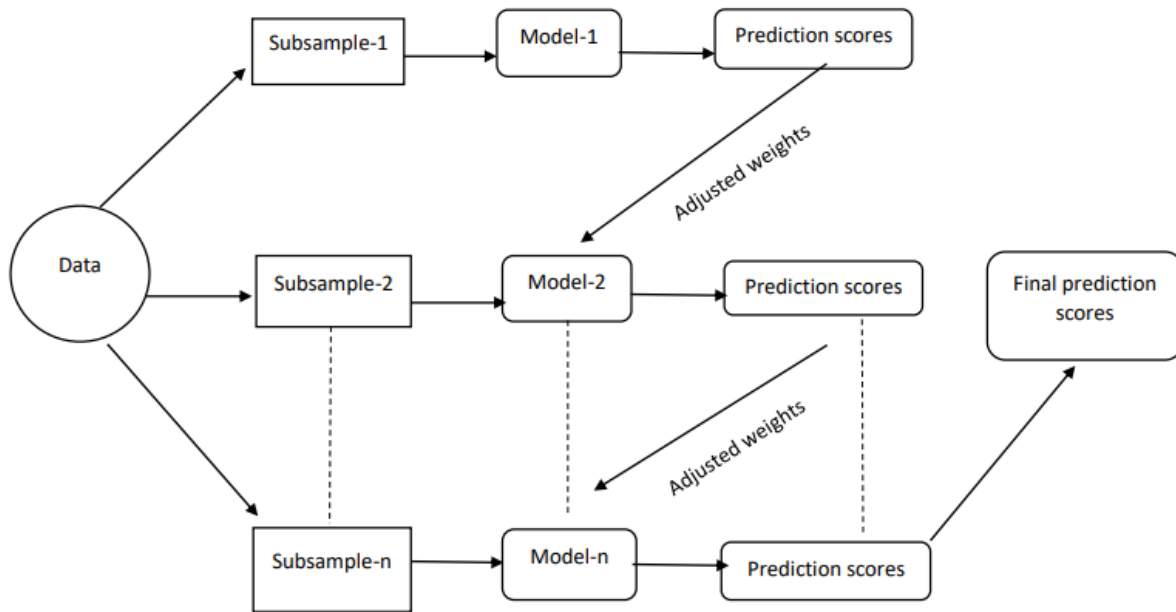 Subsample-1
Model-1
Prediction scores
Adjusted weights
Data
Subsample-2
Model-2
Prediction scores
Final prediction
scores
Adjusted weights
Subsample-n
Model-n
Prediction scores